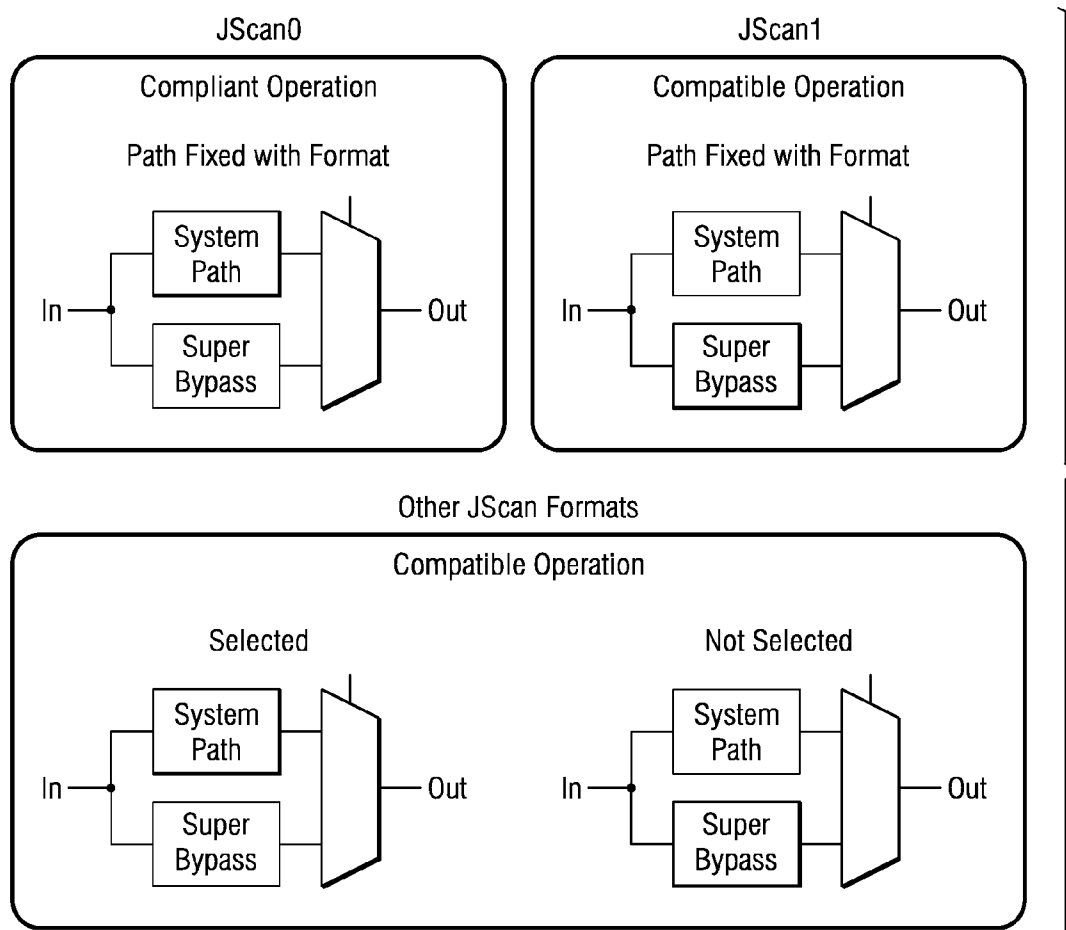 JScan0
Compliant Operation
Path Fixed with Format
System
Path
In
Out
Super
Bypass
JScan1
Compatible Operation
Path Fixed with Format
System
Path
In
Out
Super
Bypass
Other JScan Formats
Compatible Operation
Selected
System
Path
In
Out
Super
Bypass
Not Selected
System
Path
In
Out
Super
Bypass